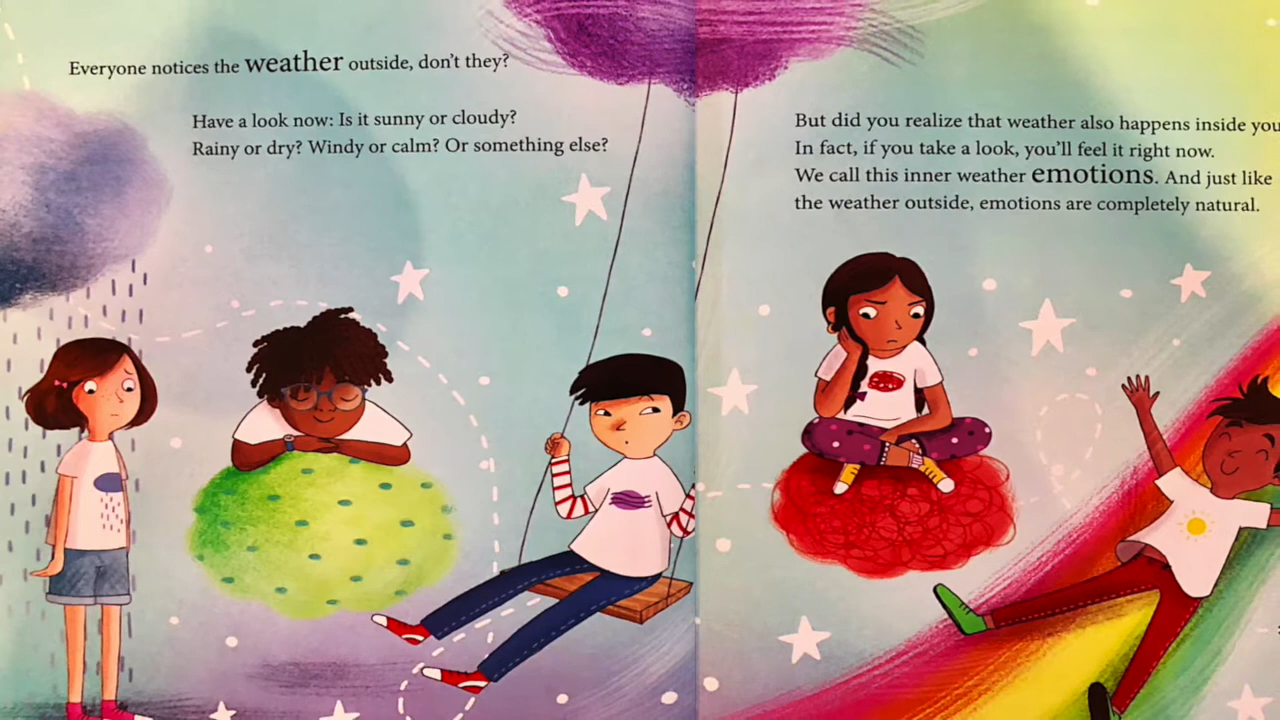 Everyone notices the weather outside, don't they?
Have a look now: Is it sunny or cloudy?
Rainy or dry? Windy or calm? Or something else?
But did you realize that weather also happens inside you
In fact, if you take a look, you'll feel it right now.
We call this inner weather emotions. And just like
the weather outside, emotions are completely natural.